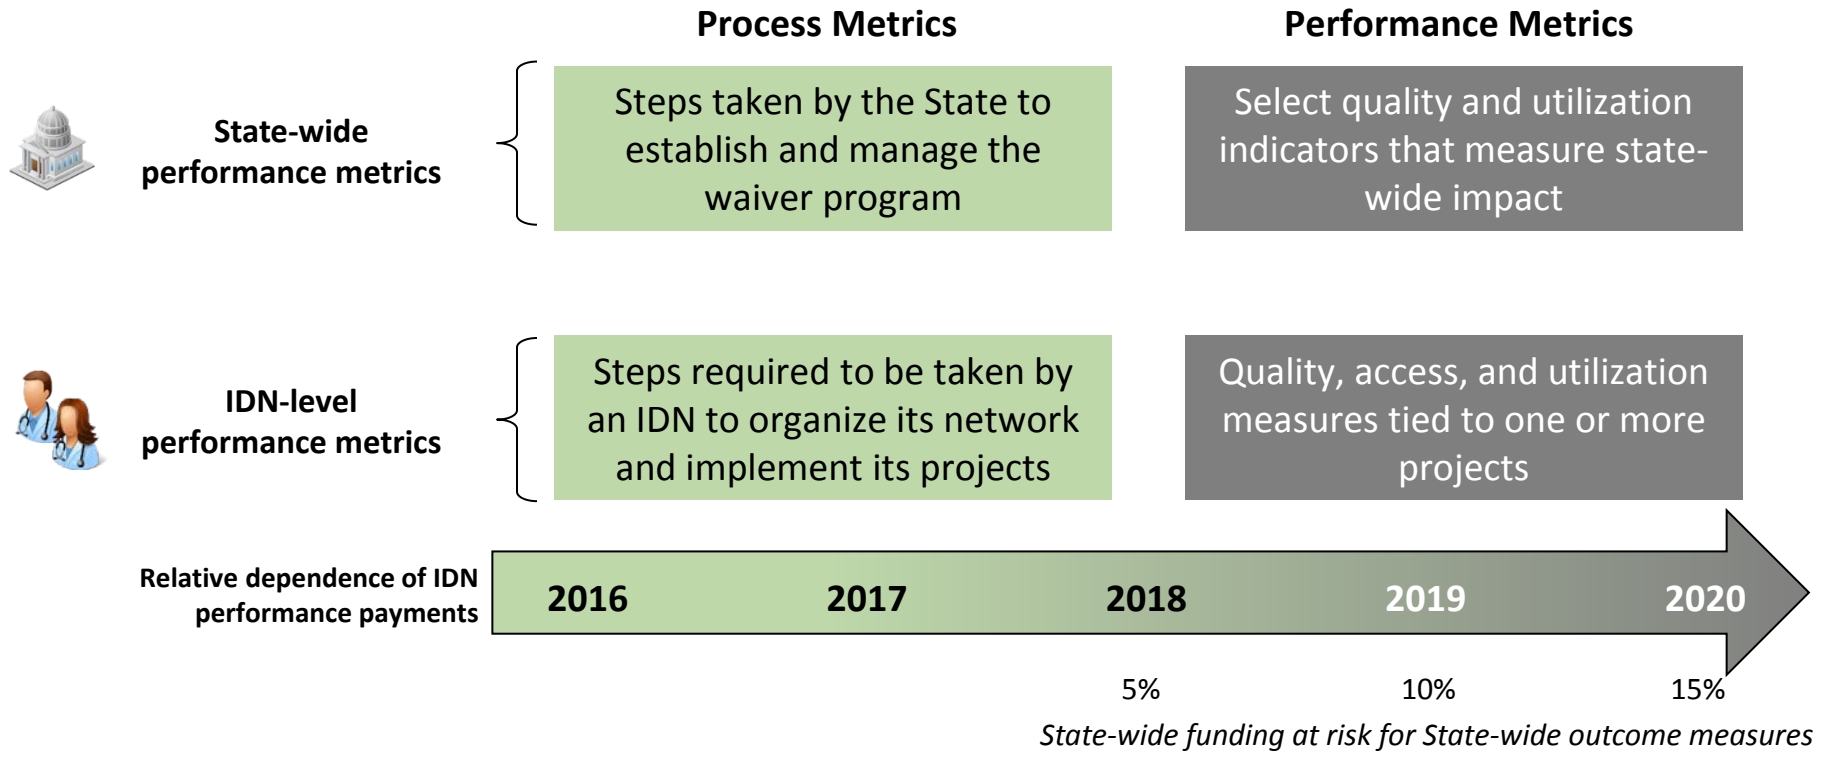 Process Metrics
Performance Metrics
State-wide
performance metrics
Steps taken by the State to
establish and manage the
waiver program
Select quality and utilization
indicators that measure state-
wide impact
IDN-level
performance metrics
Steps required to be taken by
an IDN to organize its network
and implement its projects
Quality, access, and utilization
measures tied to one or more
projects
Relative dependence of IDN
performance payments
2016 2017 2018 2019 2020
5% 10% 15%
State-wide funding at risk for State-wide outcome measures